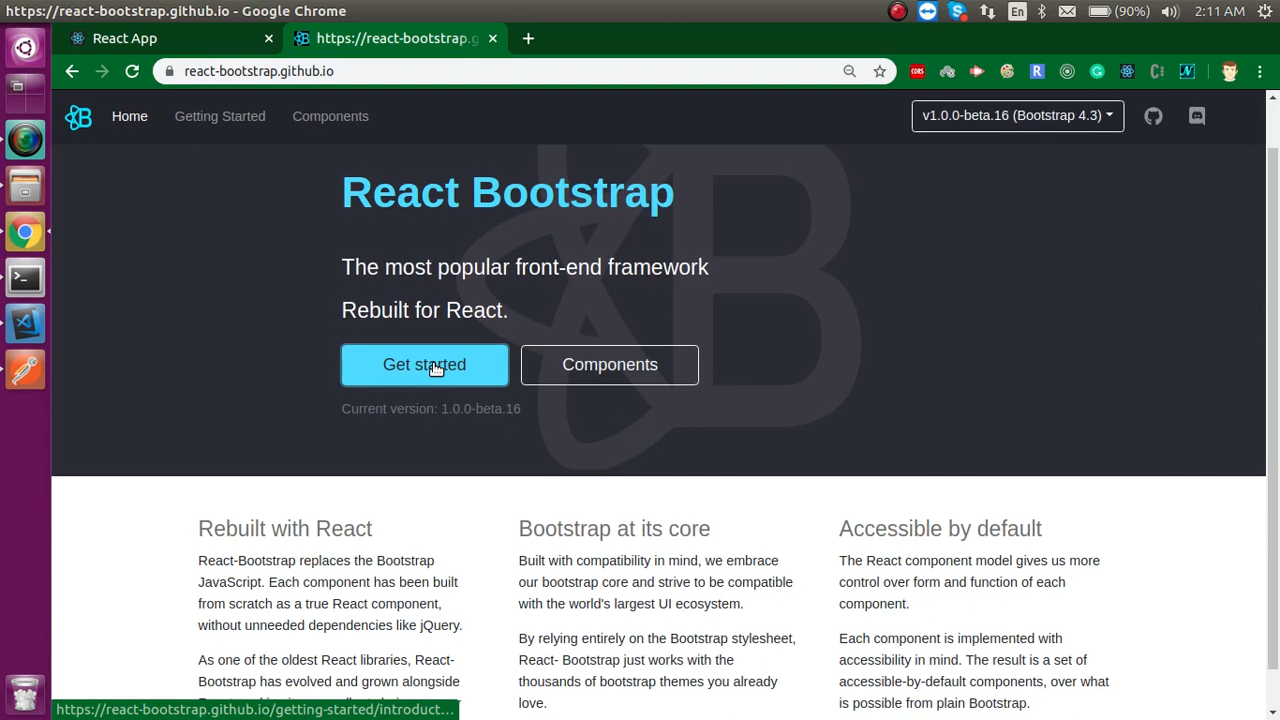 https://react-bootstrap.github.io - Google Chrome
En
(90%)
2:11 AM
React App
https://react-bootstrap.g
react-bootstrap.github.io
CORS
R
Home
Getting Started
Components
v1.0.0-beta.16 (Bootstrap 4.3)
React Bootstrap
The most popular front-end framework
Rebuilt for React.
Get started
Components
Current version: 1.0.0-beta.16
Rebuilt with React
React-Bootstrap replaces the Bootstrap
JavaScript. Each component has been built
from scratch as a true React component,
without unneeded dependencies like jQuery.
As one of the oldest React libraries, React-
Bootstrap has evolved and grown alongside
Bootstrap at its core
Built with compatibility in mind, we embrace
our bootstrap core and strive to be compatible
with the world's largest UI ecosystem.
By relying entirely on the Bootstrap stylesheet,
React- Bootstrap just works with the
thousands of bootstrap themes you already
love.
Accessible by default
The React component model gives us more
control over form and function of each
component.
Each component is implemented with
accessibility in mind. The result is a set of
accessible-by-default components, over what
is possible from plain Bootstrap.
https://react-bootstrap.github.io/getting-started/introduct...